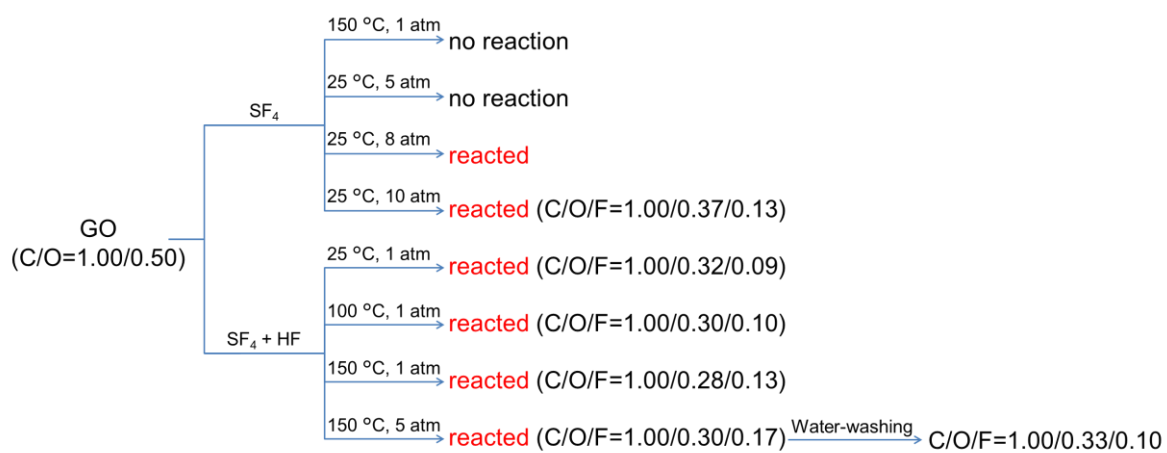 150 °C, 1 atm
no reaction
25 °C, 5 atm
no reaction
SF₄
25 °C, 8 atm
reacted
25 °C, 10 atm
reacted (C/O/F=1.00/0.37/0.13)
GO
(C/O=1.00/0.50)
25 °C, 1 atm
reacted (C/O/F=1.00/0.32/0.09)
100 °C, 1 atm
reacted (C/O/F=1.00/0.30/0.10)
SF₄ + HF
150 °C, 1 atm
reacted (C/O/F=1.00/0.28/0.13)
150 °C, 5 atm
reacted (C/O/F=1.00/0.30/0.17)
Water-washing
C/O/F=1.00/0.33/0.10